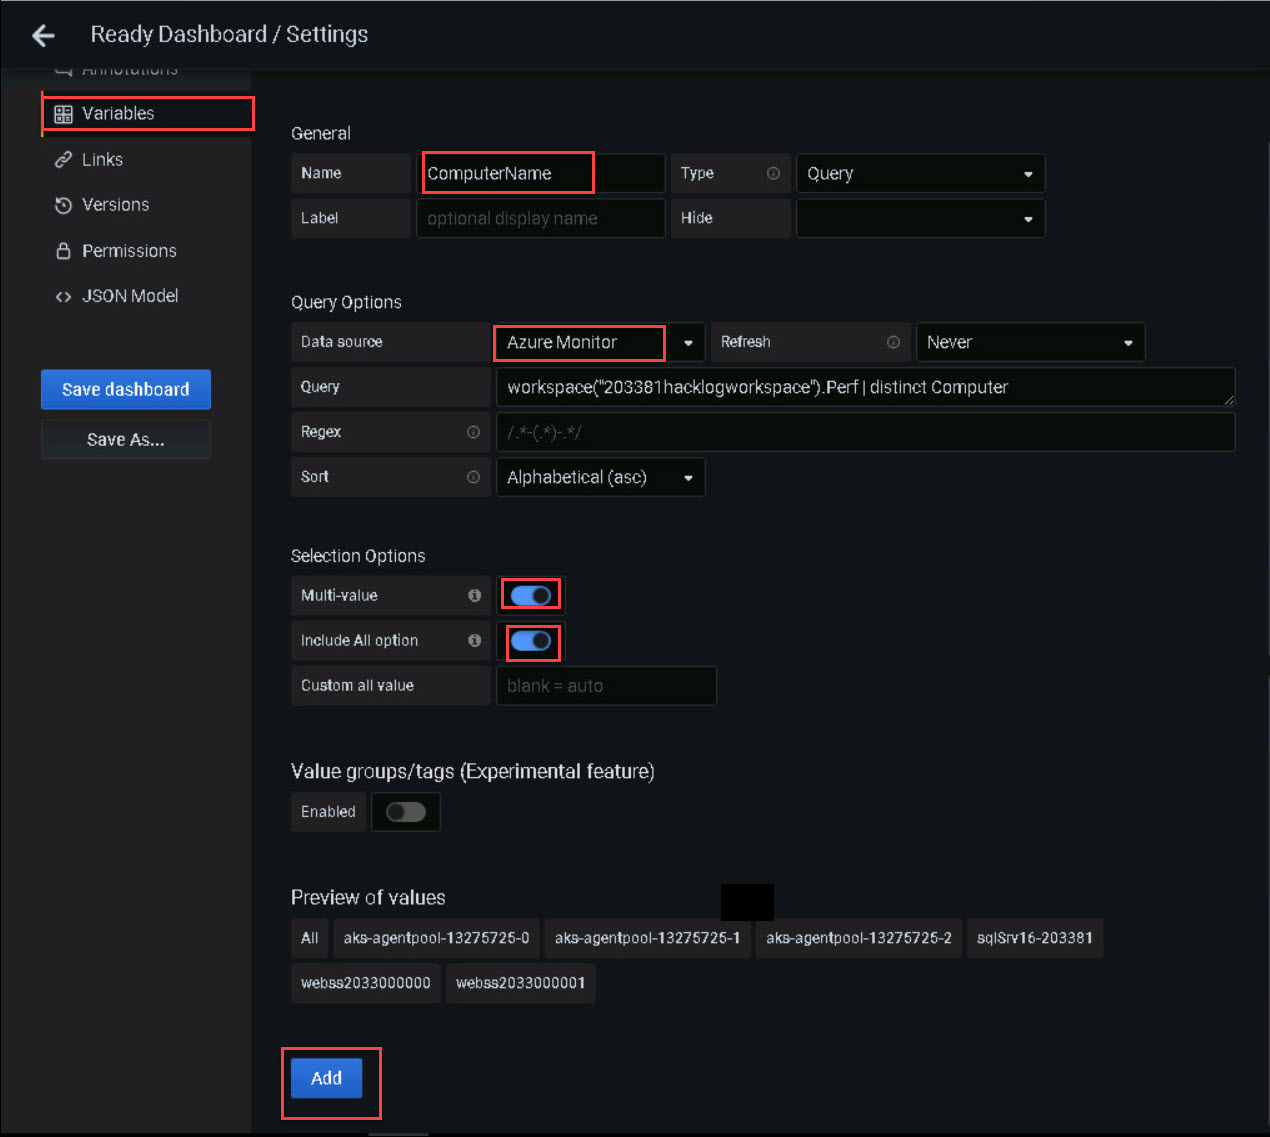 Ready Dashboard / Settings
Annotations
Variables
Links
Versions
Permissions
JSON Model
Save dashboard
Save As...
General
Name ComputerName Type Query
Label optional display name Hide
Query Options
Data source Azure Monitor Refresh Never
Query workspace("203381hacklogworkspace").Perf | distinct Computer
Regex /.*-(.*)-.*/
Sort Alphabetical (asc)
Selection Options
Multi-value
Include All option
Custom all value blank = auto
Value groups/tags (Experimental feature)
Enabled
Preview of values
All aks-agentpool-13275725-0 aks-agentpool-13275725-1 aks-agentpool-13275725-2 sqlSrv16-203381
webss2033000000 webss2033000001
Add